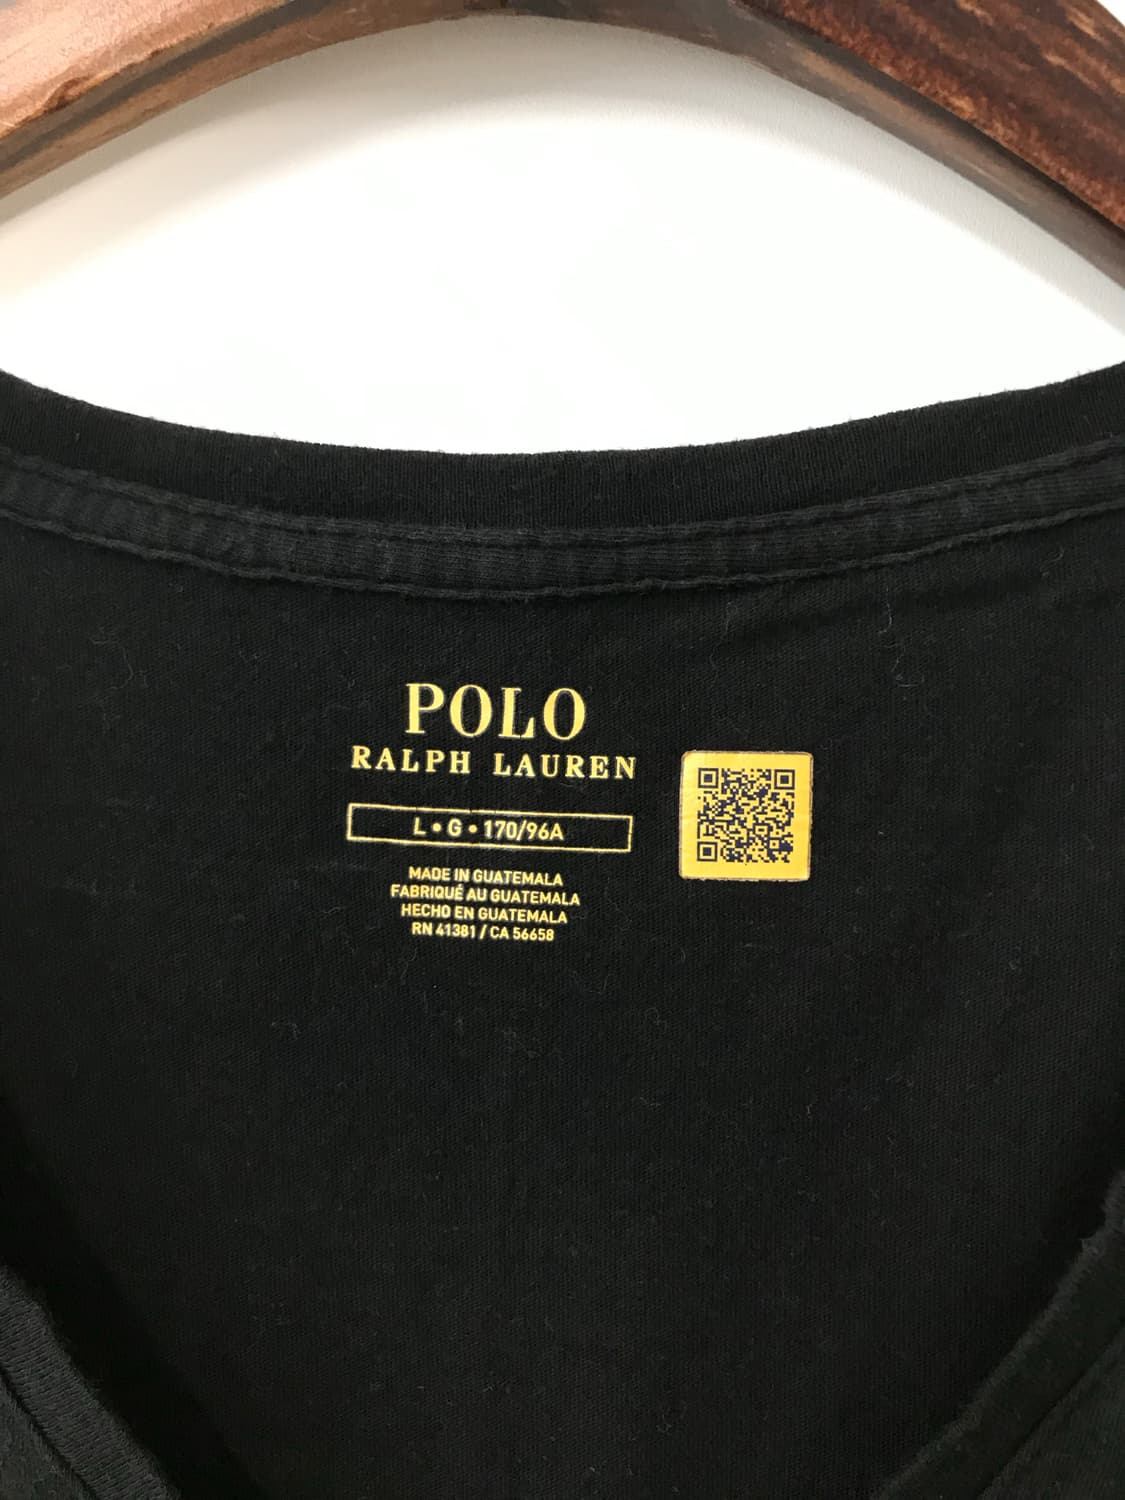 POLO
RALPH LAUREN
L • G • 170/96A
MADE IN GUATEMALA
FABRIQUÉ AU GUATEMALA
HECHO EN GUATEMALA
RN 41381 / CA 56658